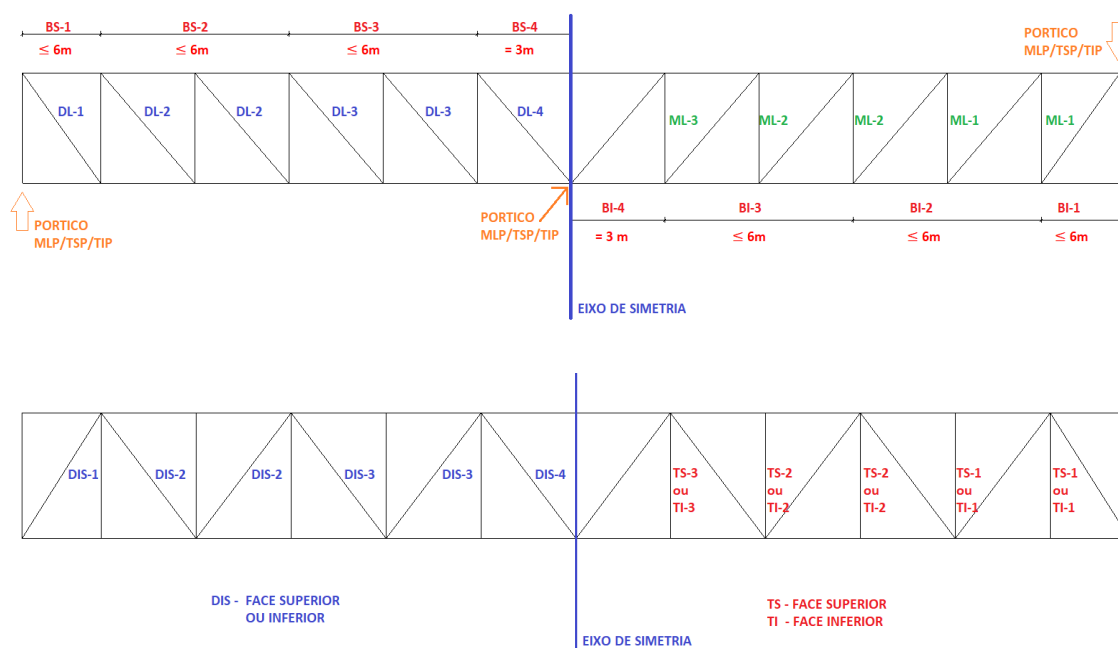 BS-1 BS-2 BS-3 BS-4
≤ 6m ≤ 6m ≤ 6m = 3m
PORTICO
MLP/TSP/TIP
DL-1 DL-2 DL-2 DL-3 DL-3 DL-4
ML-3 ML-2 ML-2 ML-1 ML-1
PORTICO
MLP/TSP/TIP
PORTICO
MLP/TSP/TIP
BI-4 BI-3 BI-2 BI-1
= 3 m ≤ 6m ≤ 6m ≤ 6m
EIXO DE SIMETRIA
DIS-1 DIS-2 DIS-2 DIS-3 DIS-3 DIS-4
TS-3
ou
TI-3
TS-2
ou
TI-2
TS-2
ou
TI-2
TS-1
ou
TI-1
TS-1
ou
TI-1
DIS - FACE SUPERIOR
OU INFERIOR
TS - FACE SUPERIOR
TI - FACE INFERIOR
EIXO DE SIMETRIA